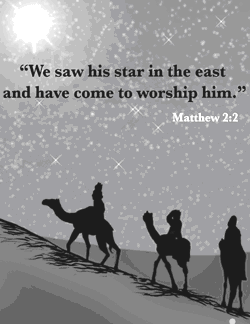 “We saw his star in the east
and have come to worship him.”
Matthew 2:2